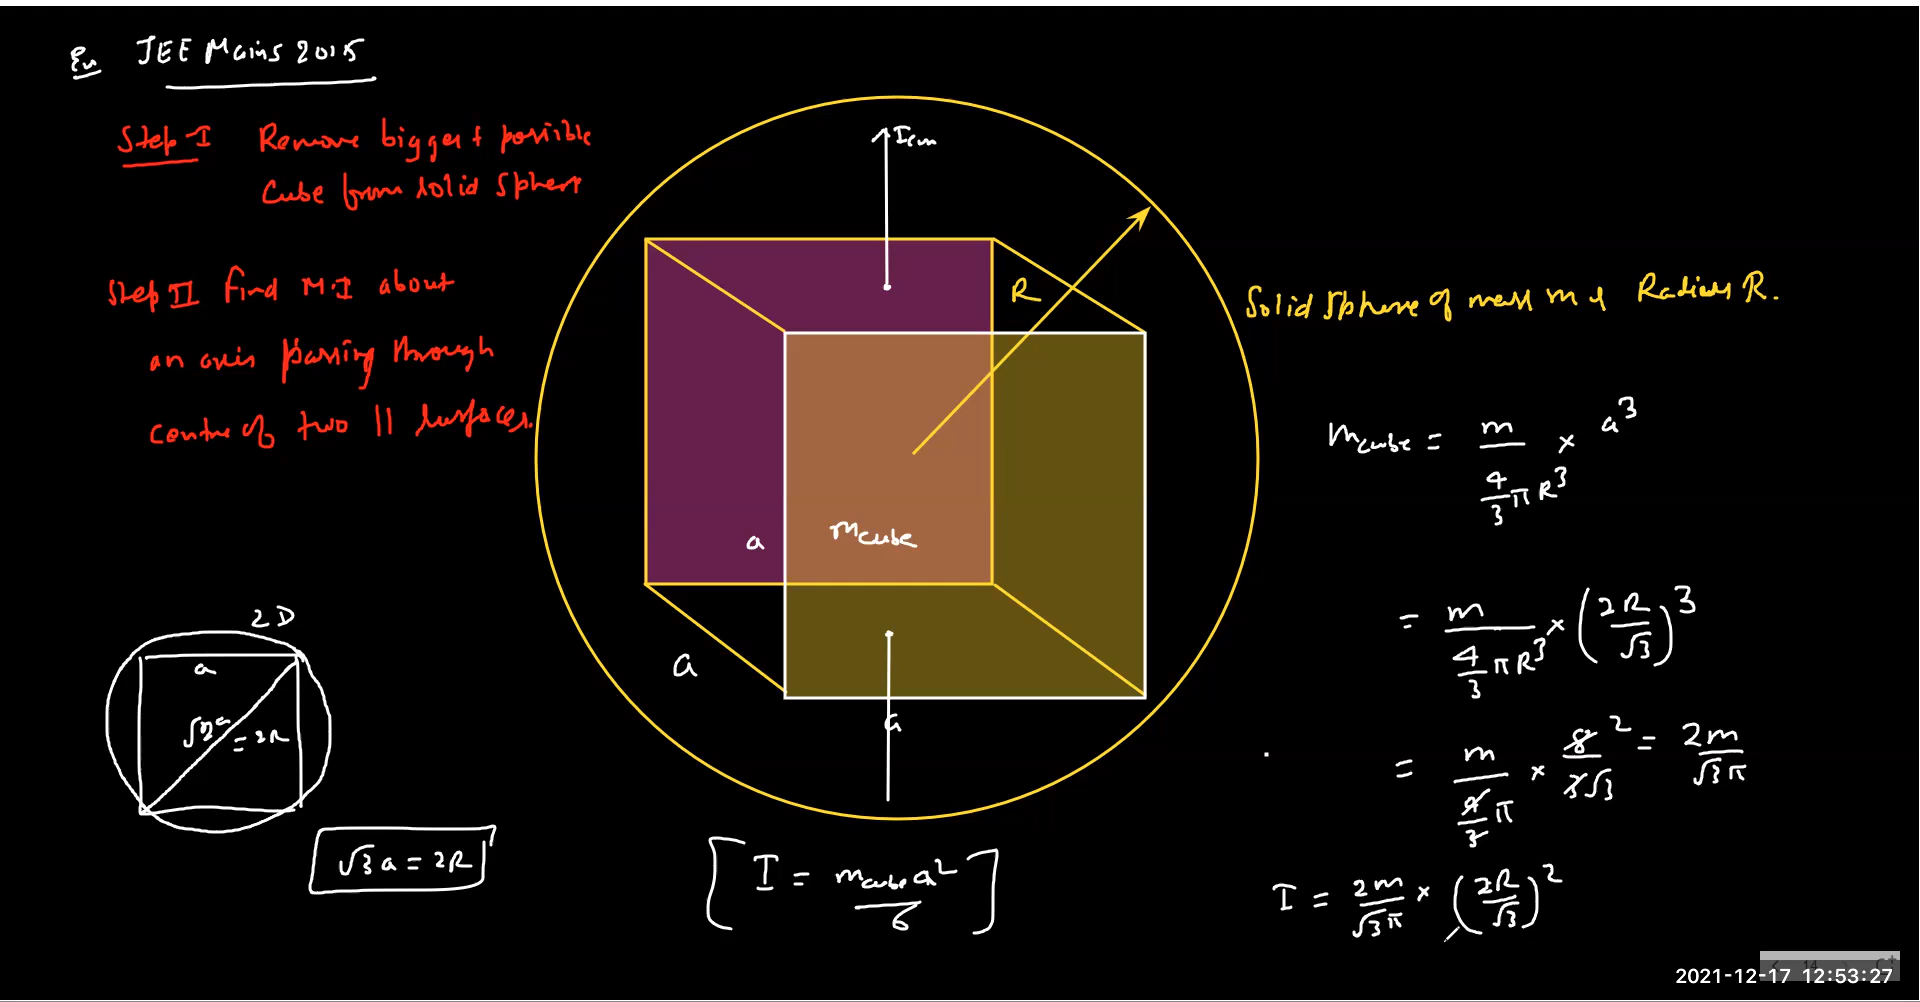 Ex JEE Mains 2015
Step-I Remove biggest possible
Cube from solid sphere
Step II find M.I about
an axis passing through
centre of two || surfaces.
Icm
R
a
mcube
a
a
Solid sphere of mass m & Radius R.
mcube = m/(4/3 πR³) × a³
= m/(4/3 πR³) × (2R/√3)³
= m/(4/3 π) × 8/3√3 2 = 2m/√3π
I = 2m/√3π × (2R/√3)²
2D
a
√2a = 2R
√3a = 2R
[I = mcube a²/6]
2021-12-17 12:53:27